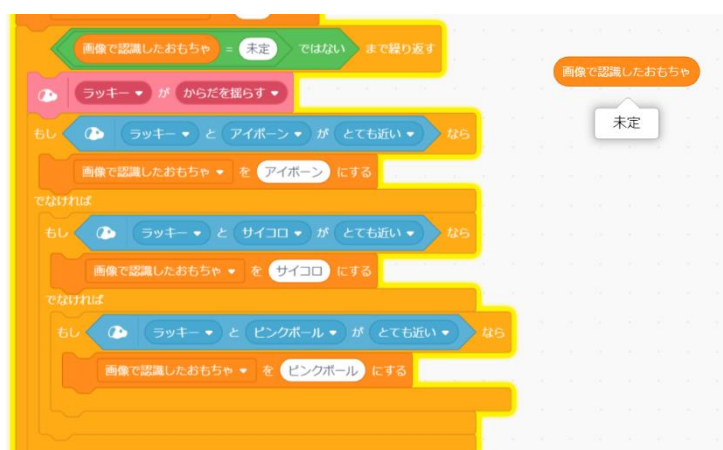 画像で認識したおもちゃ = 未定 ではない まで繰り返す
ラッキー が からだを揺らす
もし ラッキー と アイボーン が とても近い なら
画像で認識したおもちゃ を アイボーン にする
でなければ
もし ラッキー と サイコロ が とても近い なら
画像で認識したおもちゃ を サイコロ にする
でなければ
もし ラッキー と ピンクボール が とても近い なら
画像で認識したおもちゃ を ピンクボール にする
画像で認識したおもちゃ
未定